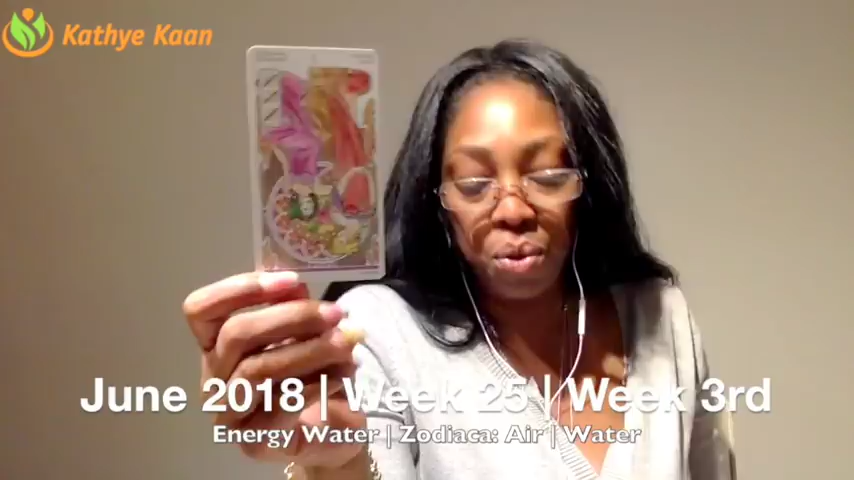 Kathye Kaan
June 2018 | Week 25 | Week 3rd
Energy Water | Zodiaca: Air | Water